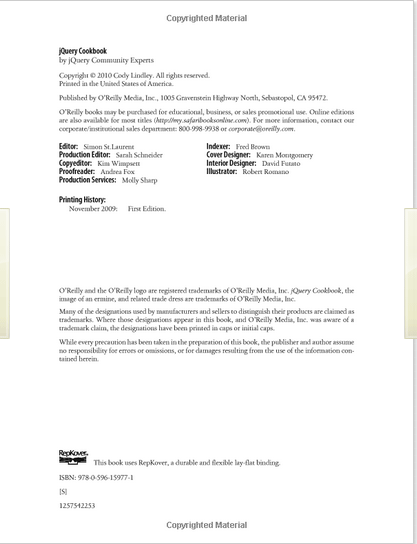 Copyrighted Material
jQuery Cookbook
by jQuery Community Experts
Copyright © 2010 Cody Lindley. All rights reserved.
Printed in the United States of America.
Published by O'Reilly Media, Inc., 1005 Gravenstein Highway North, Sebastopol, CA 95472.
O'Reilly books may be purchased for educational, business, or sales promotional use. Online editions
are also available for most titles (http://my.safaribooksonline.com). For more information, contact our
corporate/institutional sales department: 800-998-9938 or corporate@oreilly.com.
Editor: Simon St.Laurent
Production Editor: Sarah Schneider
Copyeditor: Kim Wimpsett
Proofreader: Andrea Fox
Production Services: Molly Sharp
Indexer: Fred Brown
Cover Designer: Karen Montgomery
Interior Designer: David Futato
Illustrator: Robert Romano
Printing History:
November 2009: First Edition.
O'Reilly and the O'Reilly logo are registered trademarks of O'Reilly Media, Inc. jQuery Cookbook, the
image of an ermine, and related trade dress are trademarks of O'Reilly Media, Inc.
Many of the designations used by manufacturers and sellers to distinguish their products are claimed as
trademarks. Where those designations appear in this book, and O'Reilly Media, Inc. was aware of a
trademark claim, the designations have been printed in caps or initial caps.
While every precaution has been taken in the preparation of this book, the publisher and author assume
no responsibility for errors or omissions, or for damages resulting from the use of the information con-
tained herein.
RepKover.
This book uses RepKover, a durable and flexible lay-flat binding.
ISBN: 978-0-596-15977-1
[S]
1257542253
Copyrighted Material